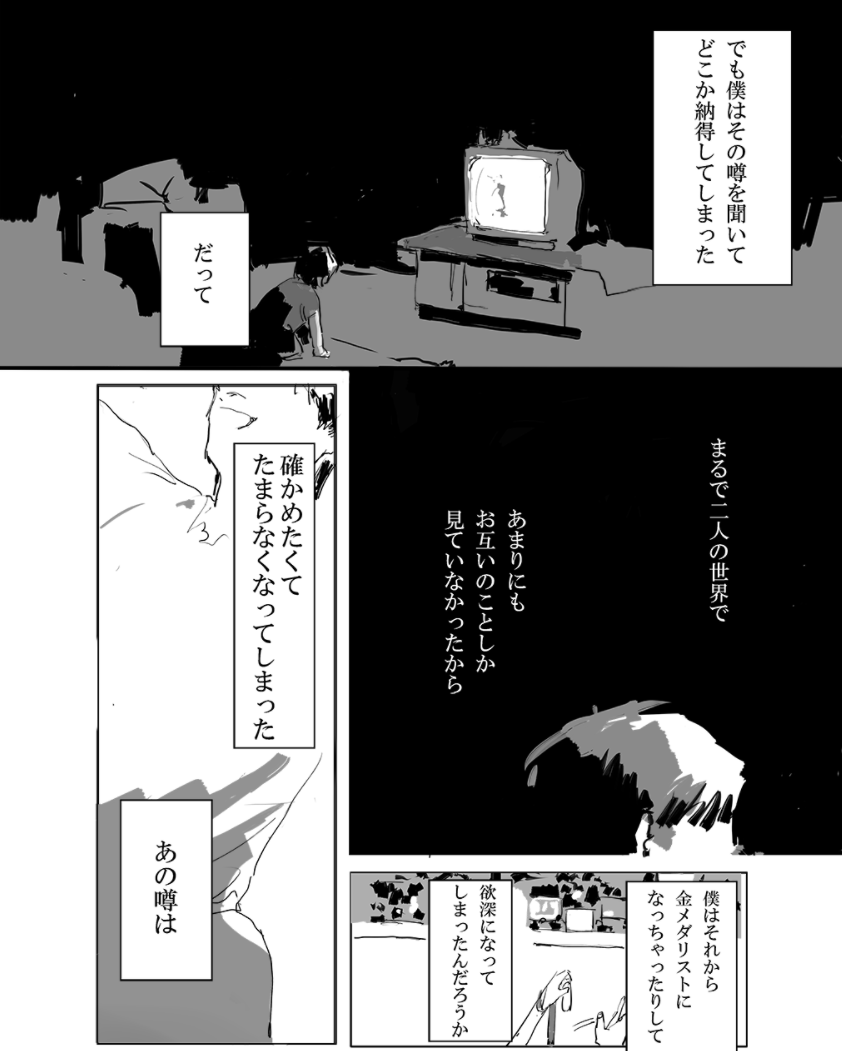 でも僕はその噂を聞いて
どこか納得してしまった
だって
まるで二人の世界で
あまりにも
お互いのことしか
見ていなかったから
僕はそれから
金メダリストに
なっちゃったりして
欲深になって
しまったんだろうか
確かめたくて
たまらなくなってしまった
あの噂は